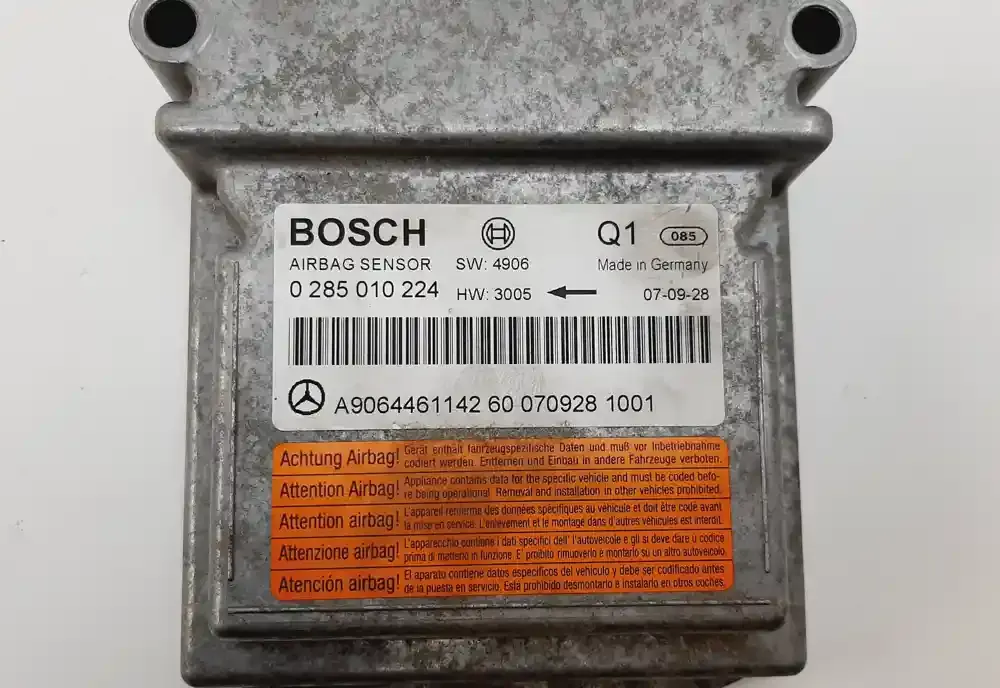 BOSCH Q1 085
AIRBAG SENSOR SW: 4906 Made in Germany
0 285 010 224 HW: 3005 07-09-28
A9064461142 60 070928 1001
Achtung Airbag! Gerät enthält fahrzeugspezifische Daten und muß vor Inbetriebnahme
codiert werden. Entfernen und Einbau in andere Fahrzeuge verboten.
Attention Airbag! Appliance contains data for the specific vehicle and must be coded befo-
re being operational. Removal and installation in other vehicles prohibited.
Attention airbag! L'appareil renferme des données spécifiques au véhicule et doit être codé avant
la mise en service. L'enlèvement et le montage dans d'autres véhicules est interdit.
Attenzione airbag! L'apparecchio contiene i dati specifici dell' l'autoveicolo e gli si deve dare u codice
prima di metterlo in funzione. E' proibito rimuoverlo e montarlo su un altro autoveicolo.
Atención airbag! El aparato contiene datos especificos del vehiculo y debe ser codificado antes
de la puesta en servicio. Está prohibido desmontarlo e instalarlo en otros coches.